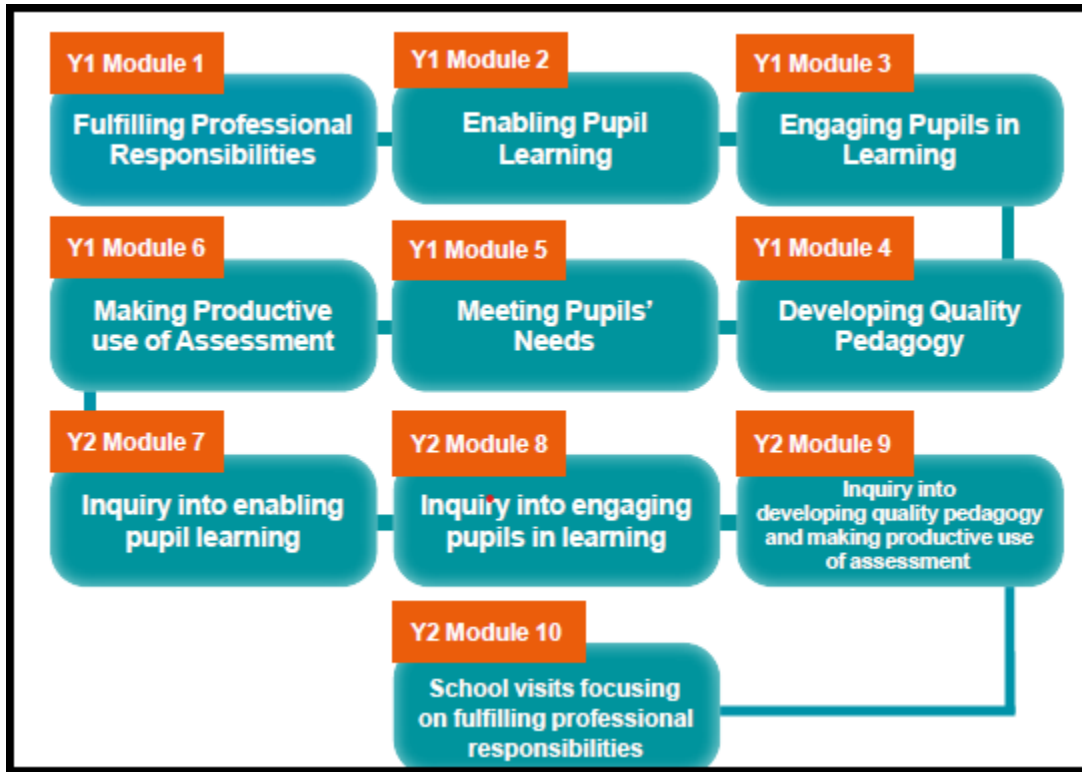 Y1 Module 1
Fulfilling Professional
Responsibilities
Y1 Module 2
Enabling Pupil
Learning
Y1 Module 3
Engaging Pupils in
Learning
Y1 Module 6
Making Productive
use of Assessment
Y1 Module 5
Meeting Pupils’
Needs
Y1 Module 4
Developing Quality
Pedagogy
Y2 Module 7
Inquiry into enabling
pupil learning
Y2 Module 8
Inquiry into engaging
pupils in learning
Y2 Module 9
Inquiry into
developing quality pedagogy
and making productive use
of assessment
Y2 Module 10
School visits focusing
on fulfilling professional
responsibilities